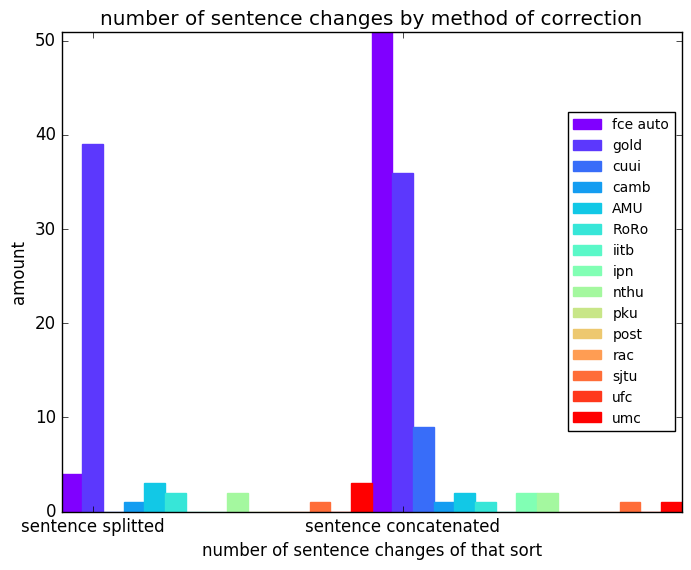 number of sentence changes by method of correction
amount
50
40
30
20
10
0
sentence splitted
sentence concatenated
number of sentence changes of that sort
fce auto
gold
cuui
camb
AMU
RoRo
iitb
ipn
nthu
pku
post
rac
sjtu
ufc
umc